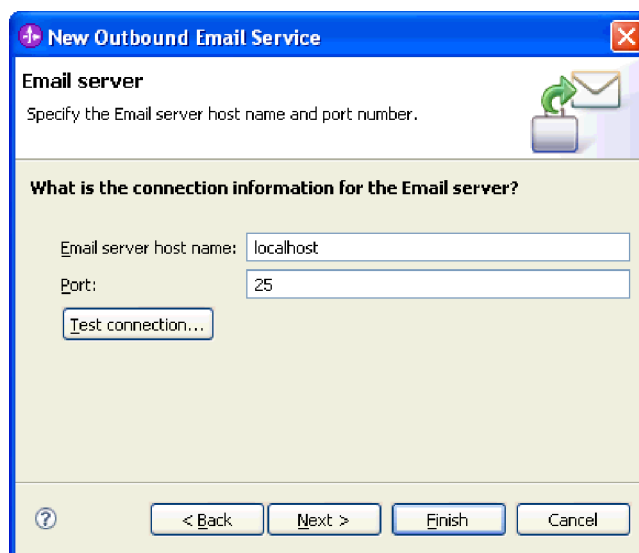 New Outbound Email Service
Email server
Specify the Email server host name and port number.
What is the connection information for the Email server?
Email server host name: localhost
Port: 25
Test connection...
? < Back Next > Finish Cancel